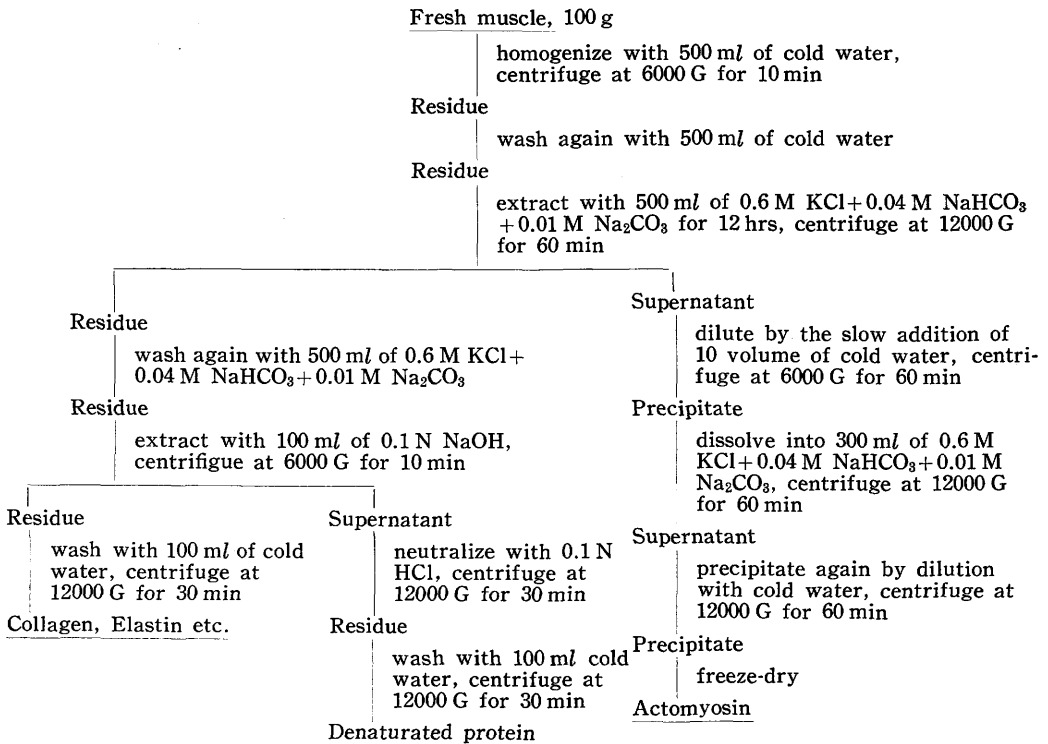 Fresh muscle, 100 g
homogenize with 500 ml of cold water,
centrifuge at 6000 G for 10 min
Residue
wash again with 500 ml of cold water
Residue
extract with 500 ml of 0.6 M KCl+0.04 M NaHCO₃
+0.01 M Na₂CO₃ for 12 hrs, centrifuge at 12000 G
for 60 min
Residue
wash again with 500 ml of 0.6 M KCl+
0.04 M NaHCO₃+0.01 M Na₂CO₃
Residue
extract with 100 ml of 0.1 N NaOH,
centrifigue at 6000 G for 10 min
Residue
wash with 100 ml of cold
water, centrifuge at
12000 G for 30 min
Collagen, Elastin etc.
Supernatant
neutralize with 0.1 N
HCl, centrifuge at
12000 G for 30 min
Residue
wash with 100 ml cold
water, centrifuge at
12000 G for 30 min
Denaturated protein
Supernatant
dilute by the slow addition of
10 volume of cold water, centri-
fuge at 6000 G for 60 min
Precipitate
dissolve into 300 ml of 0.6 M
KCl+0.04 M NaHCO₃+0.01 M
Na₂CO₃, centrifuge at 12000 G
for 60 min
Supernatant
precipitate again by dilution
with cold water, centrifuge at
12000 G for 60 min
Precipitate
freeze-dry
Actomyosin